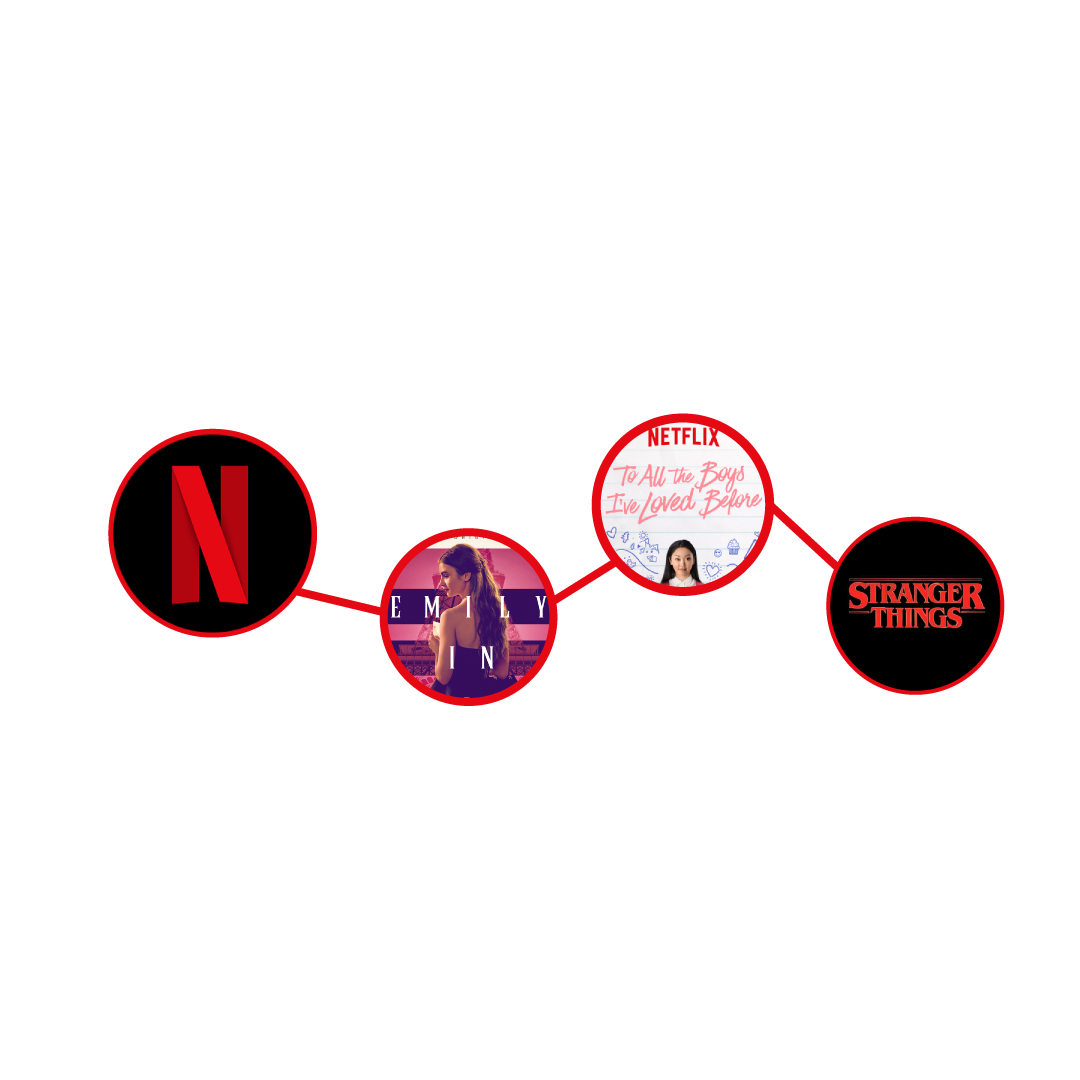 N
EMILY
IN
NETFLIX
To All the Boys
I've Loved Before
STRANGER
THINGS